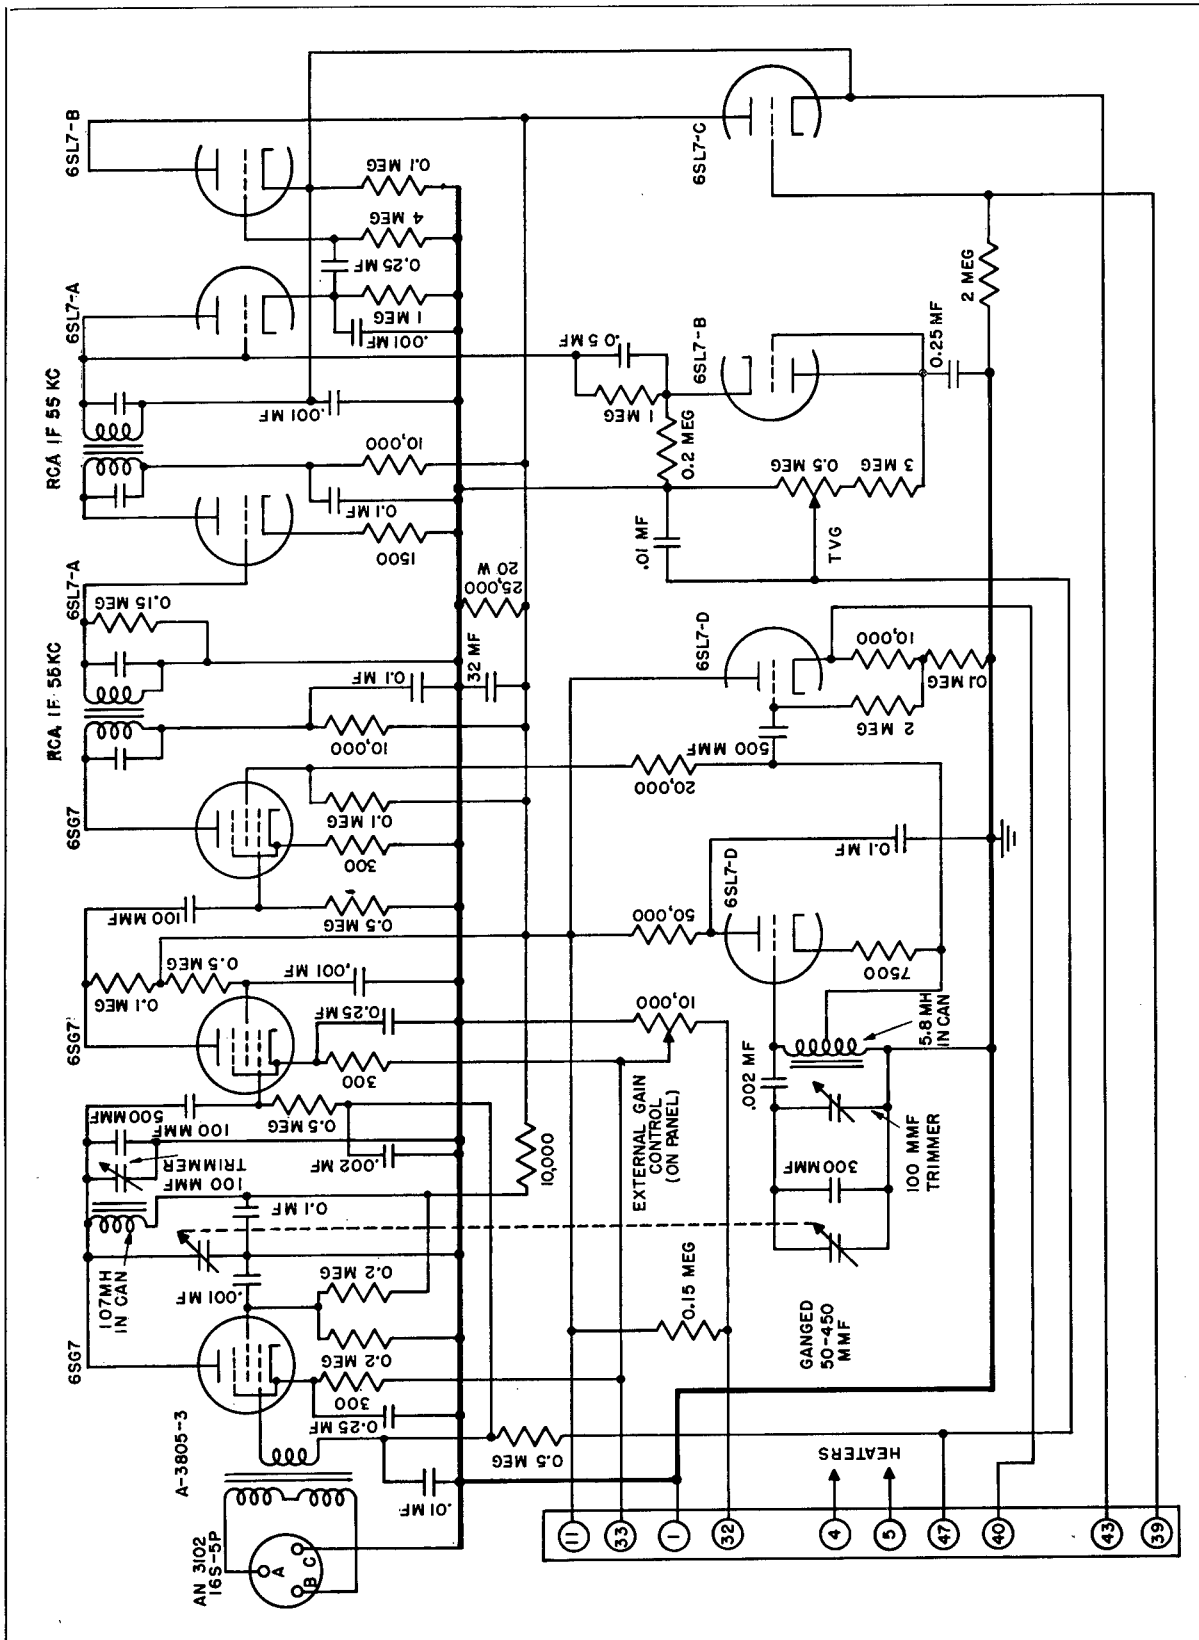 AN 3102
16S-5P
A
B
C
A-3805-3
6SG7
107MH
IN CAN
100 MMF
TRIMMER
100 MMF
500MMF
6SG7
0.1 MEG
0.5 MEG
100 MMF
6SG7
RCA IF 55KC
0.15 MEG
6SL7-A
RCA IF 55KC
6SL7-A
6SL7-B
.01 MF
0.25 MF
300
0.2 MEG
0.2 MEG
.001 MF
0.1 MF
.002 MF
0.5 MEG
300
0.25MF
.001 MF
0.5 MEG
300
0.1 MEG
10,000
0.1 MF
32 MF
25,000
20 W
1500
0.1 MF
10,000
.001 MF
.001 MF
1 MEG
0.25 MF
4 MEG
0.1 MEG
0.5 MEG
10,000
EXTERNAL GAIN
CONTROL
(ON PANEL)
10,000
50,000
20,000
0.15 MEG
GANGED
50-450
MMF
300MMF
100 MMF
TRIMMER
.002 MF
5.8 MH
IN CAN
7500
6SL7-D
0.1 MF
500 MMF
2 MEG
6SL7-D
10,000
0.1 MEG
.01 MF
TVG
0.5 MEG
3 MEG
0.2 MEG
1 MEG
.05 MF
6SL7-B
0.25 MF
2 MEG
6SL7-C
HEATERS
11
33
1
32
4
5
47
40
43
39